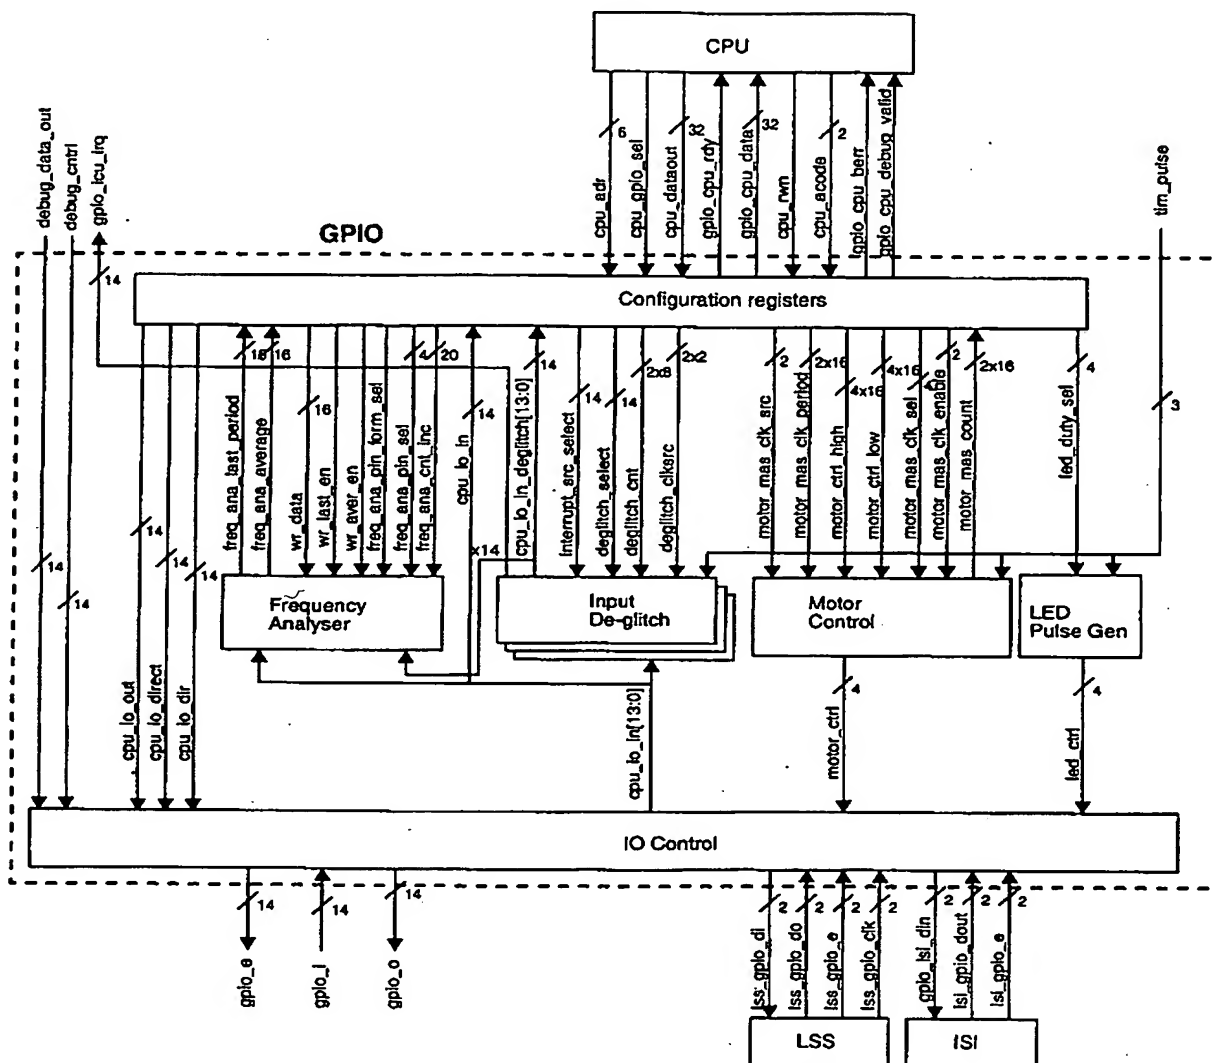 CPU
debug_data_out
debug_cntrl
gpio_icu_irq
cpu_adr
6
cpu_gpio_sel
cpu_dataout
32
gpio_cpu_rdy
gpio_cpu_data
32
cpu_rwn
cpu_acode
2
gpio_cpu_berr
gpio_cpu_debug_valid
tim_pulse
3
GPIO
14
Configuration registers
freq_ana_last_period
freq_ana_average
16
wr_data
16
wr_last_en
wr_aver_en
freq_ana_pin_form_sel
freq_ana_pin_sel
4
freq_ana_cnt_inc
20
cpu_io_in
14
x14
cpu_io_in_deglitch[13:0]
14
interrupt_src_select
14
deglitch_select
14
deglitch_cnt
2x8
deglitch_clksrc
2x2
motor_mas_clk_src
2
motor_mas_clk_period
2x16
motor_ctrl_high
4x16
motor_ctrl_low
4x16
motor_mas_clk_sel
motor_mas_clk_enable
2
motor_mas_count
2x16
led_duty_sel
4
14
14
cpu_io_out
14
cpu_io_direct
14
cpu_io_dir
14
Frequency
Analyser
Input
De-glitch
Motor
Control
LED
Pulse Gen
cpu_io_in[13:0]
motor_ctrl
4
led_ctrl
4
IO Control
14
14
14
2
2
2
2
2
2
2
gpio_e
gpio_i
gpio_o
lss_gpio_di
lss_gpio_do
lss_gpio_e
lss_gpio_clk
gpio_isi_din
isi_gpio_dout
isi_gpio_e
LSS
ISI